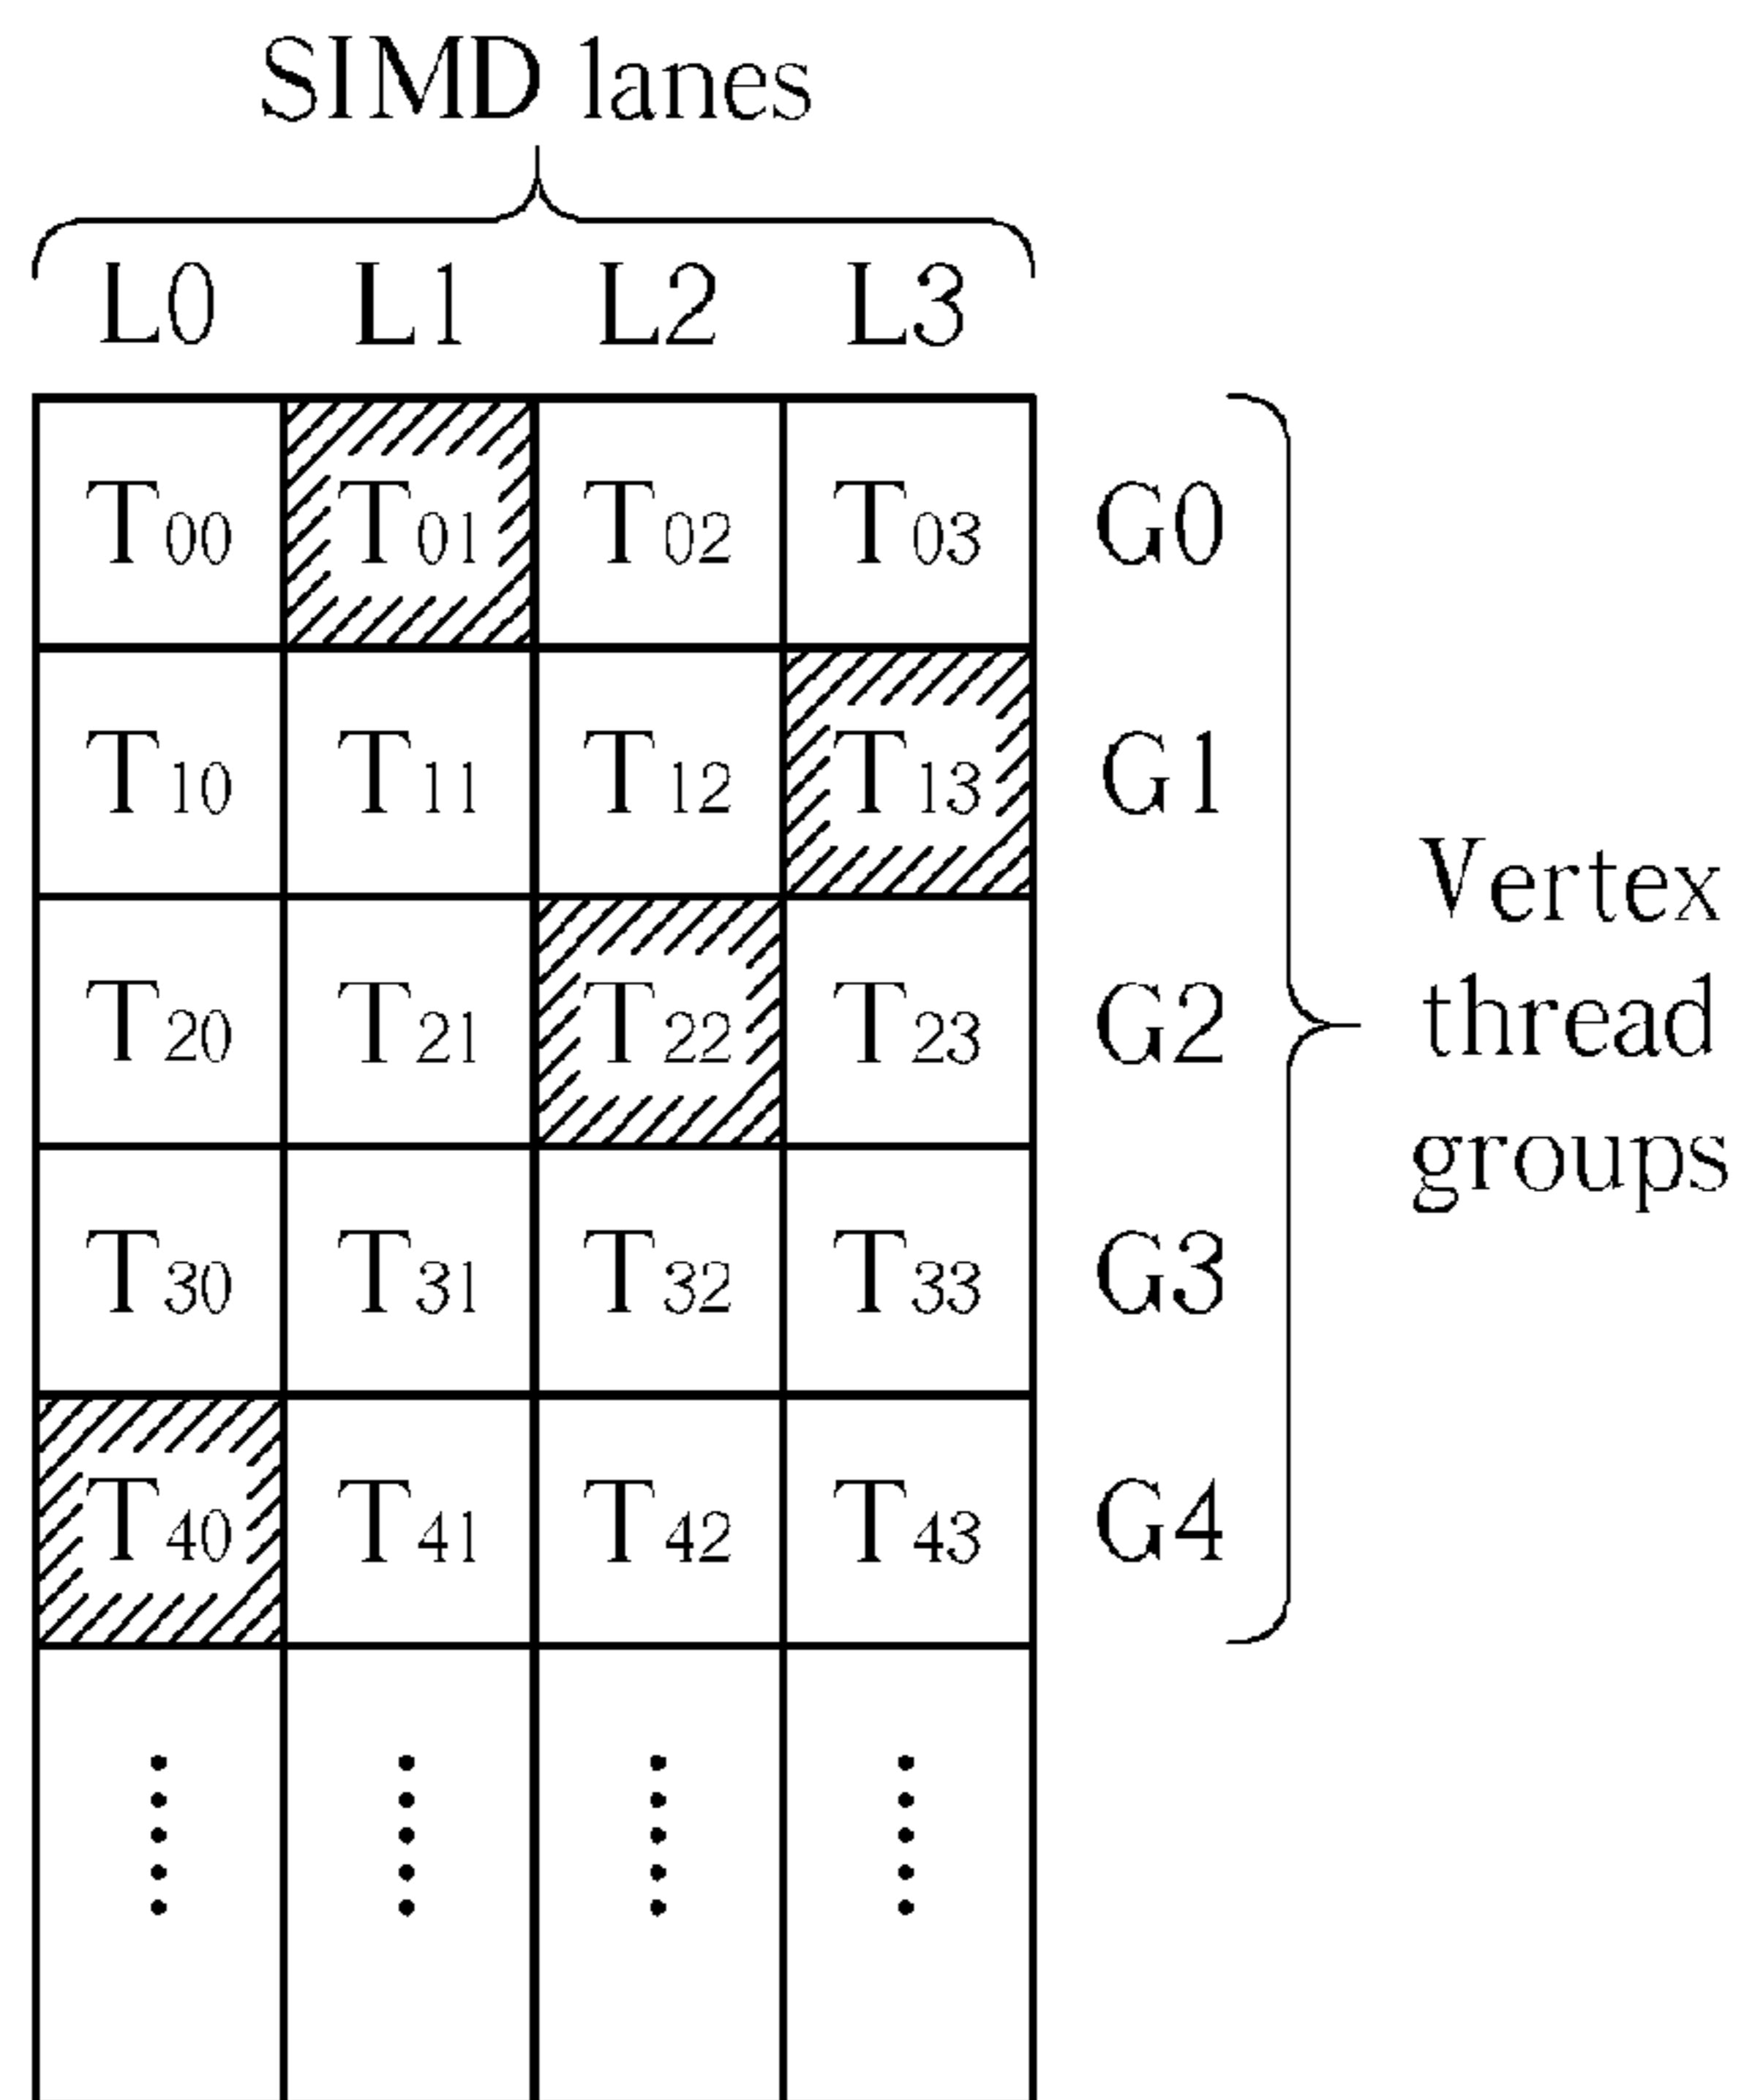 SIMD lanes
L0 L1 L2 L3
T00 T01 T02 T03 G0
T10 T11 T12 T13 G1
T20 T21 T22 T23 G2
T30 T31 T32 T33 G3
T40 T41 T42 T43 G4
Vertex
thread
groups